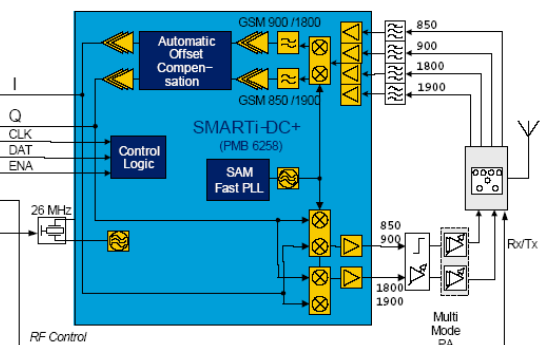 GSM 900 /1800
850
900
1800
1900
Automatic
Offset
Compen-
sation
GSM 850 /1900
I
Q
CLK
DAT
ENA
Control
Logic
SMARTi-DC+
(PMB 6258)
SAM
Fast PLL
26 MHz
850
900
1800
1900
Rx/Tx
Multi
Mode
PA
RF Control